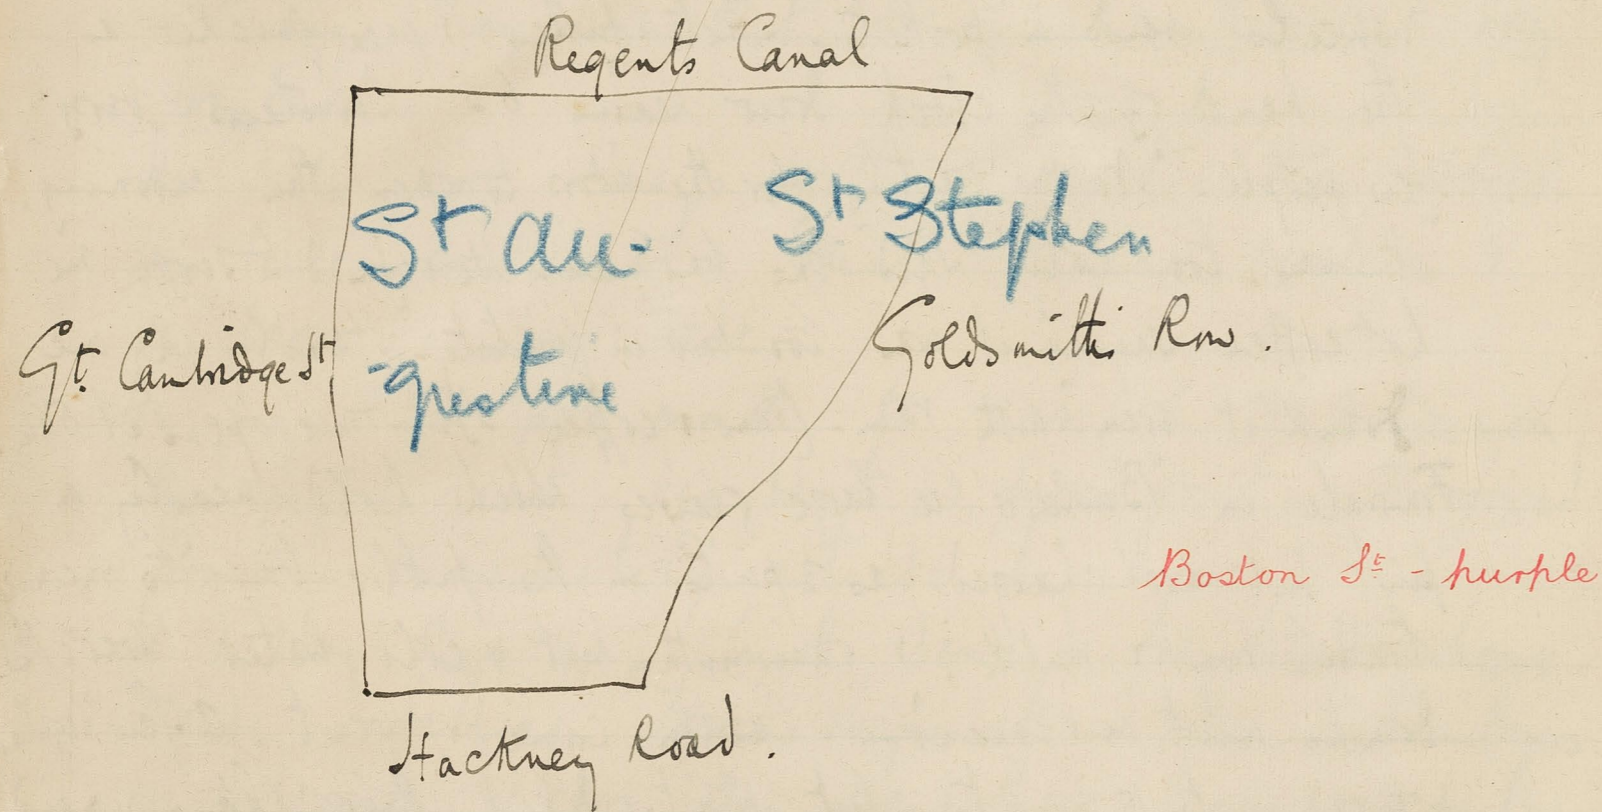 Regents Canal
St Au-
St Stephen
-gustine
Gt. Cambridge St
Goldsmiths Row.
Boston St - purple
Hackney Road.